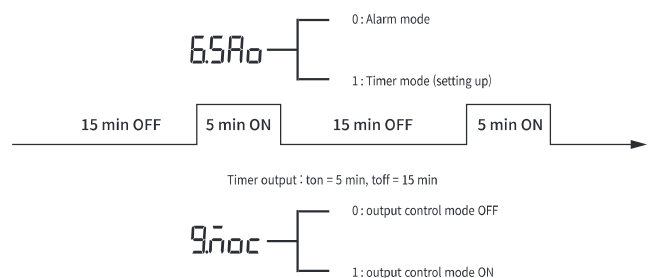 0 : Alarm mode
6.SAo
1 : Timer mode (setting up)
15 min OFF 5 min ON 15 min OFF 5 min ON
Timer output : ton = 5 min, toff = 15 min
0 : output control mode OFF
9.n̄oc
1 : output control mode ON